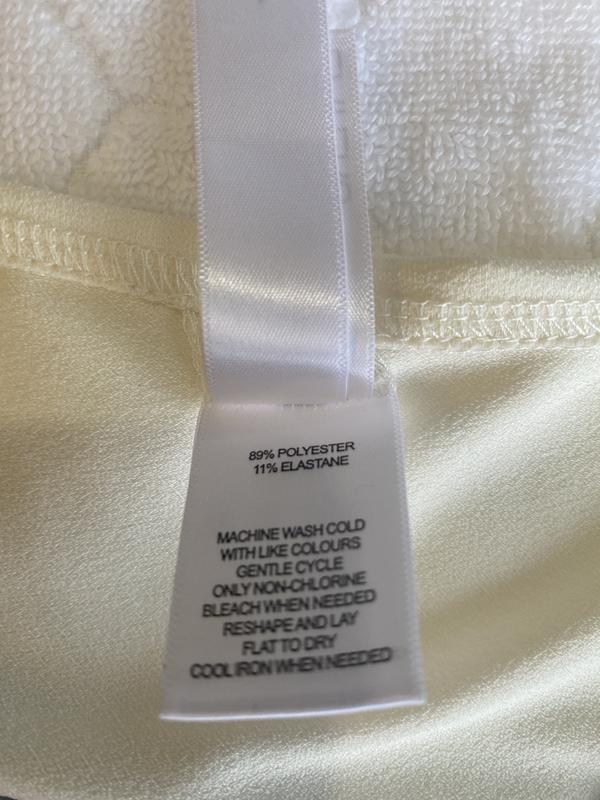 89% POLYESTER
11% ELASTANE
MACHINE WASH COLD
WITH LIKE COLOURS
GENTLE CYCLE
ONLY NON-CHLORINE
BLEACH WHEN NEEDED
RESHAPE AND LAY
FLAT TO DRY
COOL IRON WHEN NEEDED